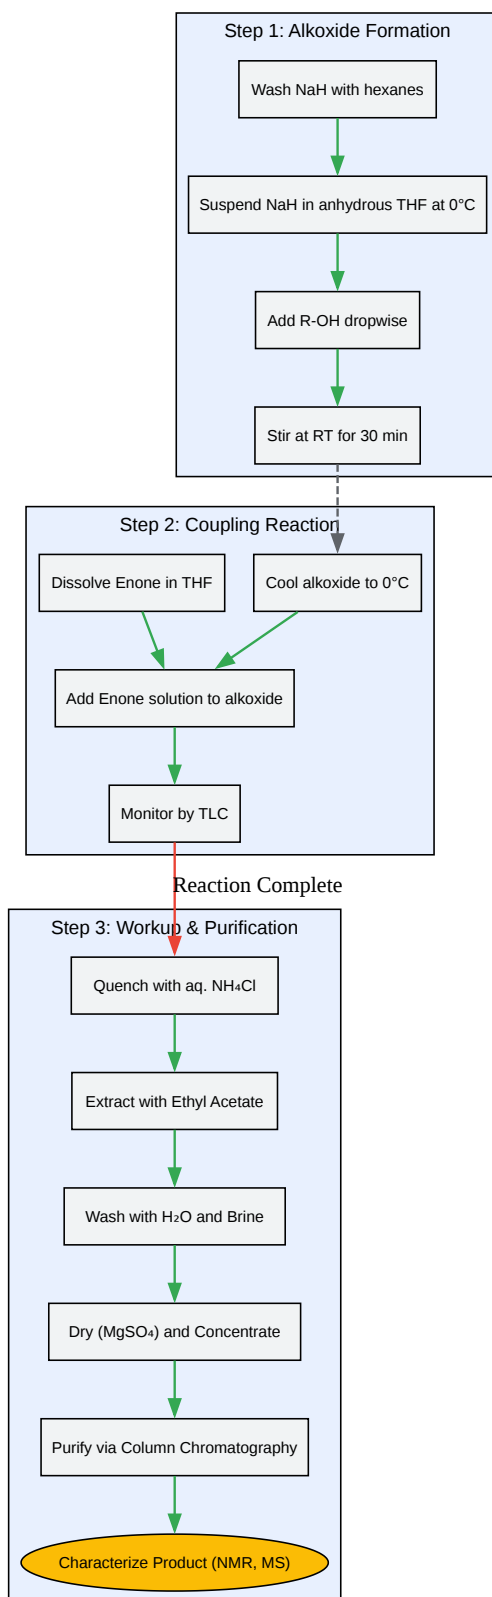 Step 1: Alkoxide Formation
Wash NaH with hexanes
Suspend NaH in anhydrous THF at 0°C
Add R-OH dropwise
Stir at RT for 30 min
Step 2: Coupling Reaction
Dissolve Enone in THF
Cool alkoxide to 0°C
Add Enone solution to alkoxide
Monitor by TLC
Reaction Complete
Step 3: Workup & Purification
Quench with aq. NH₄Cl
Extract with Ethyl Acetate
Wash with H₂O and Brine
Dry (MgSO₄) and Concentrate
Purify via Column Chromatography
Characterize Product (NMR, MS)